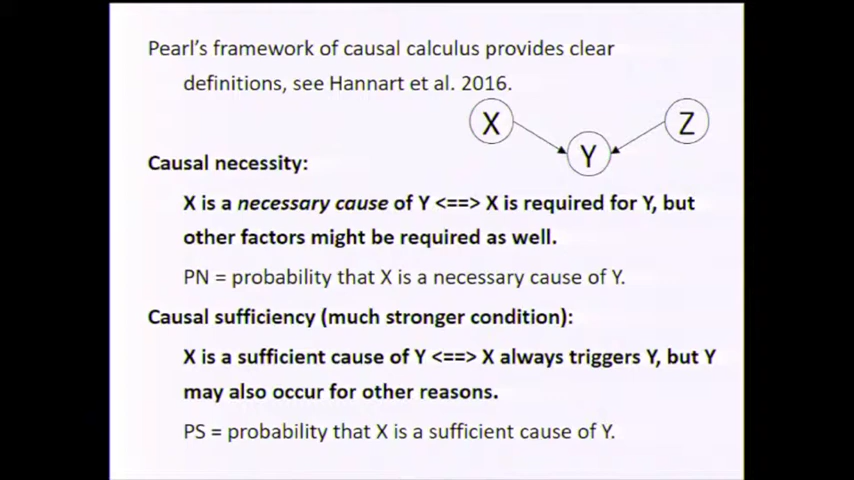 Pearl's framework of causal calculus provides clear
definitions, see Hannart et al. 2016.
X
Z
Y
Causal necessity:
X is a necessary cause of Y <==> X is required for Y, but
other factors might be required as well.
PN = probability that X is a necessary cause of Y.
Causal sufficiency (much stronger condition):
X is a sufficient cause of Y <==> X always triggers Y, but Y
may also occur for other reasons.
PS = probability that X is a sufficient cause of Y.